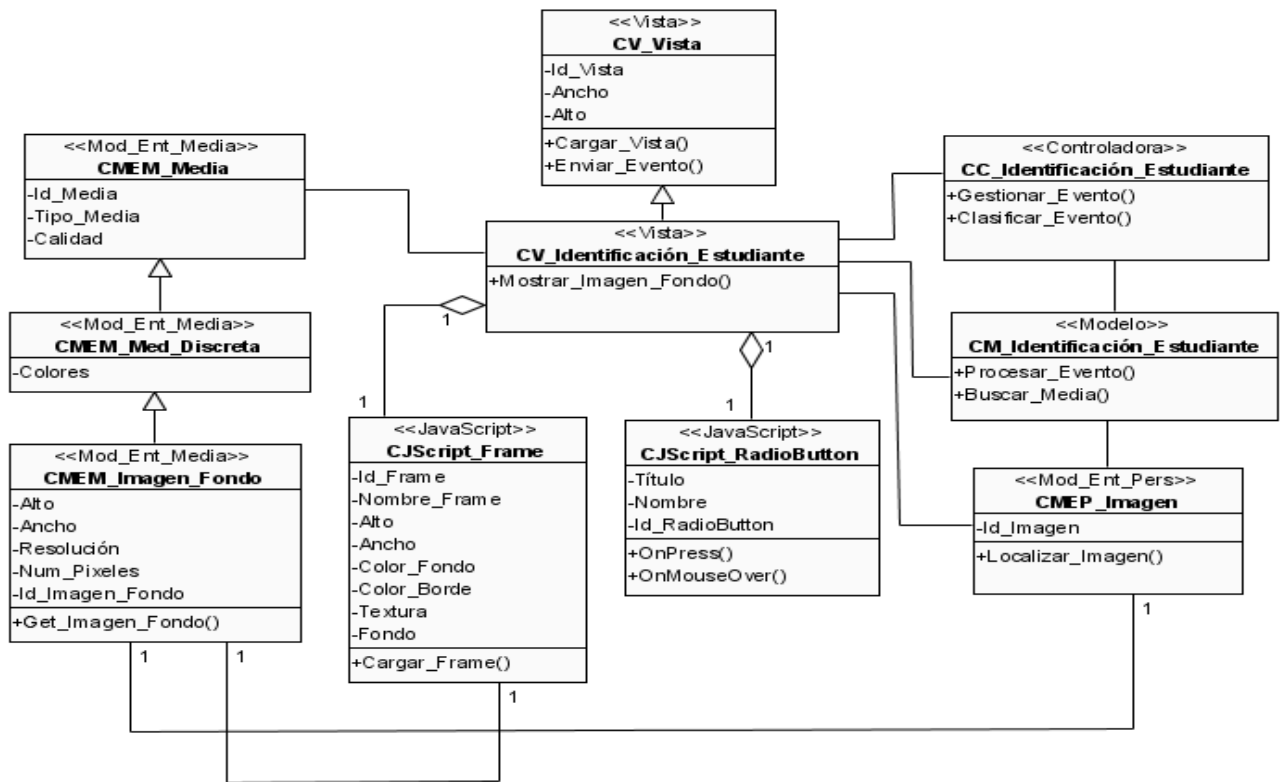 <<Vista>>
CV_Vista
-Id_Vista
-Ancho
-Alto
+Cargar_Vista()
+Enviar_Evento()
<<Mod_Ent_Media>>
CMEM_Media
-Id_Media
-Tipo_Media
-Calidad
<<Controladora>>
CC_Identificación_Estudiante
+Gestionar_Evento()
+Clasificar_Evento()
<<Vista>>
CV_Identificación_Estudiante
+Mostrar_Imagen_Fondo()
1
1
<<Mod_Ent_Media>>
CMEM_Med_Discreta
-Colores
<<Modelo>>
CM_Identificación_Estudiante
+Procesar_Evento()
+Buscar_Media()
1
1
<<Mod_Ent_Media>>
CMEM_Imagen_Fondo
-Alto
-Ancho
-Resolución
-Num_Pixeles
-Id_Imagen_Fondo
+Get_Imagen_Fondo()
1
1
<<JavaScript>>
CJScript_Frame
-Id_Frame
-Nombre_Frame
-Alto
-Ancho
-Color_Fondo
-Color_Borde
-Textura
-Fondo
+Cargar_Frame()
1
<<JavaScript>>
CJScript_RadioButton
-Título
-Nombre
-Id_RadioButton
+OnPress()
+OnMouseOver()
<<Mod_Ent_Pers>>
CMEP_Imagen
-Id_Imagen
+Localizar_Imagen()
1